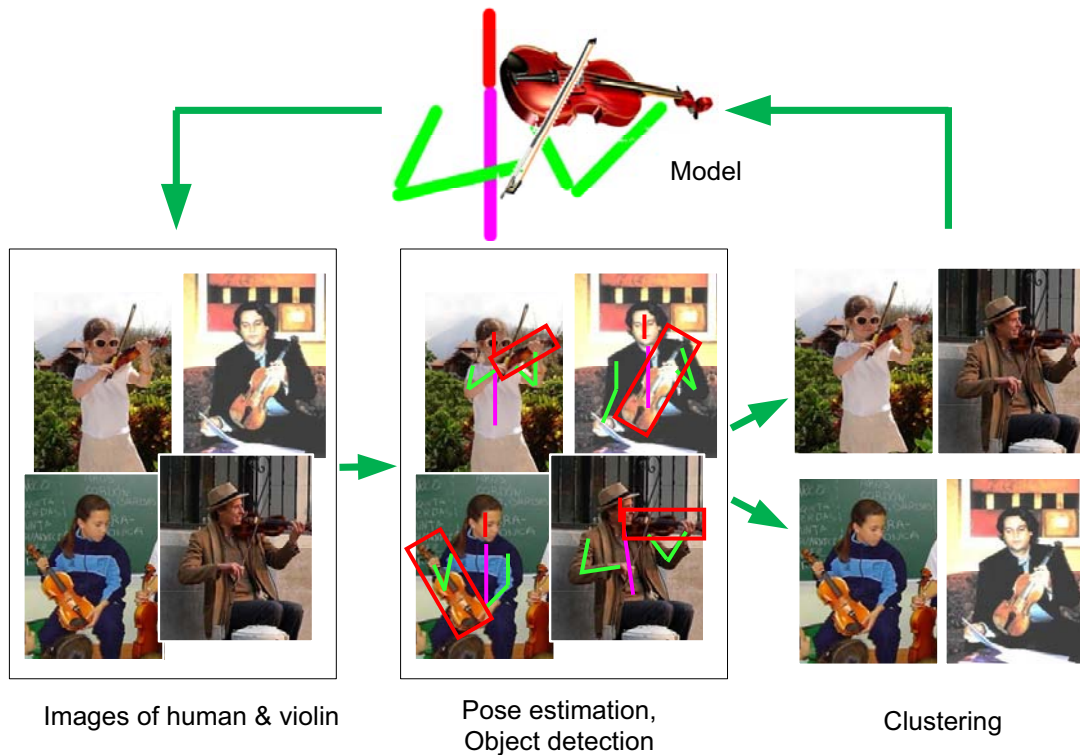 Model
Images of human & violin
Pose estimation,
Object detection
Clustering